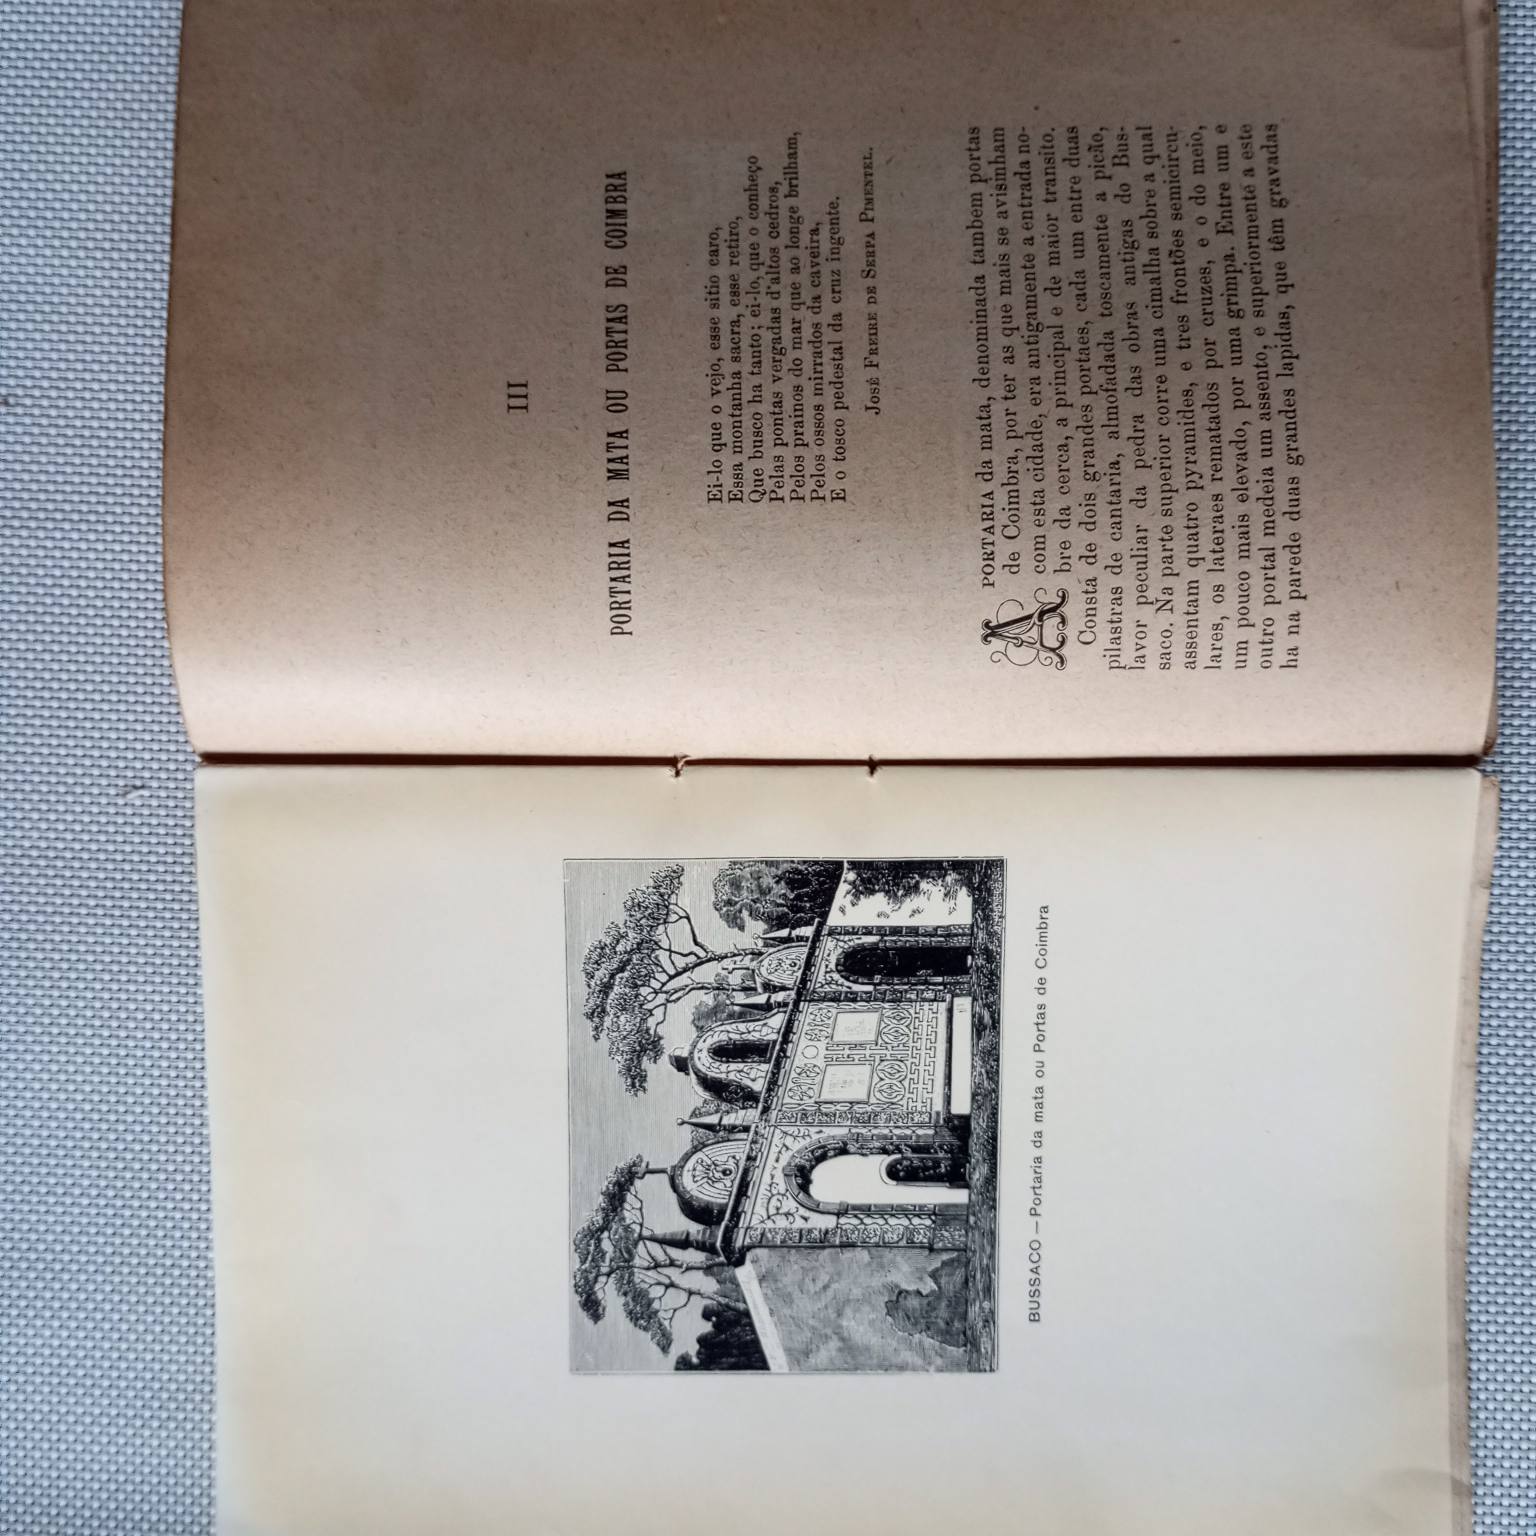 BUSSACO — Portaria da mata ou Portas de Coimbra
III
PORTARIA DA MATA OU PORTAS DE COIMBRA
Ei-lo que o vejo, esse sitio caro,
Essa montanha sacra, esse retiro,
Que busco ha tanto; ei-lo, que o conheço
Pelas pontas vergadas d'altos cedros,
Pelos prainos do mar que ao longe brilham,
Pelos ossos mirrados da caveira,
E o tosco pedestal da cruz ingente.
José Freire de Serpa Pimentel.
A PORTARIA da mata, denominada tambem portas
de Coimbra, por ter as que mais se avisinham
com esta cidade, era antigamente a entrada no-
bre da cerca, a principal e de maior transito.
Consta de dois grandes portaes, cada um entre duas
pilastras de cantaria, almofadada toscamente a picão,
lavor peculiar da pedra das obras antigas do Bus-
saco. Na parte superior corre uma cimalha sobre a qual
assentam quatro pyramides, e tres frontões semicircu-
lares, os lateraes rematados por cruzes, e o do meio,
um pouco mais elevado, por uma grimpa. Entre um e
outro portal medeia um assento, e superiormente a este
ha na parede duas grandes lapidas, que têm gravadas